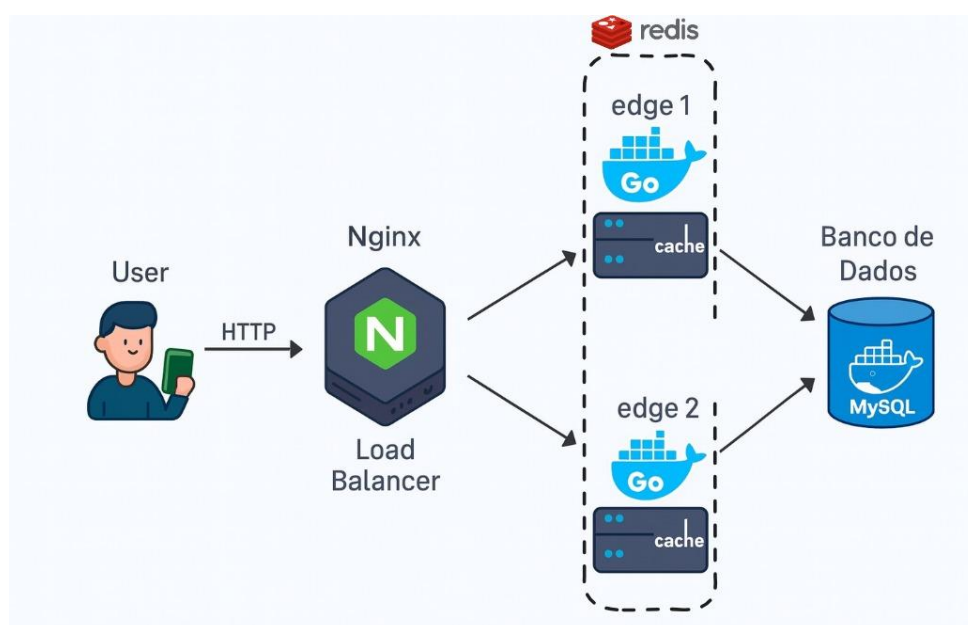 redis
edge 1
Go
cache
Nginx
User
HTTP
N
Load
Balancer
Banco de
Dados
MySQL
edge 2
Go
cache